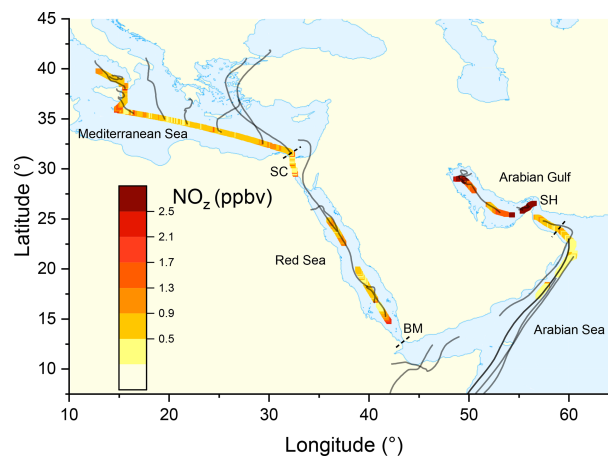 45
40
35
30
25
20
15
10
Latitude (°)
Mediterranean Sea
SC
Arabian Gulf
SH
NOz (ppbv)
2.5
2.1
1.7
1.3
0.9
0.5
Red Sea
BM
Arabian Sea
10 20 30 40 50 60
Longitude (°)